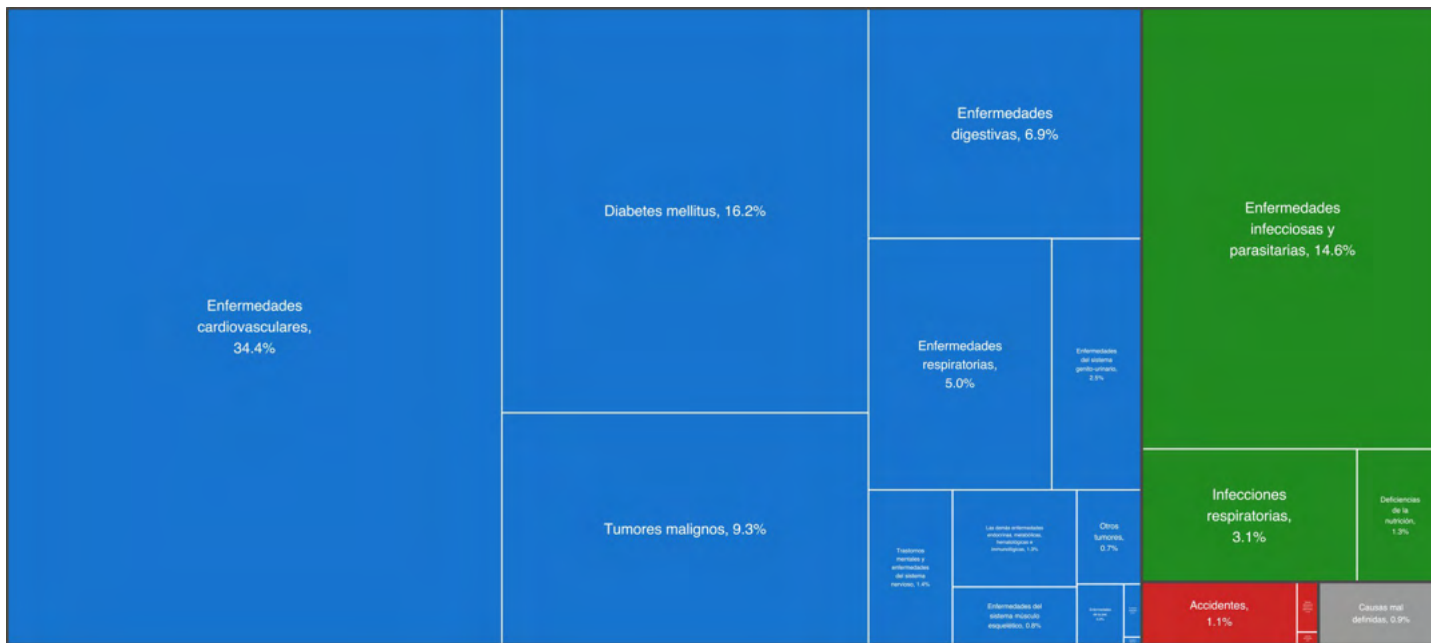 Enfermedades
cardiovasculares,
34.4%
Diabetes mellitus, 16.2%
Tumores malignos, 9.3%
Enfermedades
digestivas, 6.9%
Enfermedades
respiratorias,
5.0%
Enfermedades
del sistema
genito-urinario,
2.5%
Trastornos
mentales y
enfermedades
del sistema
nervioso, 1.4%
Las demás enfermedades
endocrinas, metabólicas,
hematológicas e
inmunológicas,
Enfermedades del
sistema músculo
esquelético, 0.8%
Otros
tumores,
0.7%
Enfermedades
Enfermedades
infecciosas y
parasitarias, 14.6%
Infecciones
respiratorias,
3.1%
Deficiencias
de la
nutrición,
1.3%
Accidentes,
1.1%
Causas mal
definidas, 0.9%